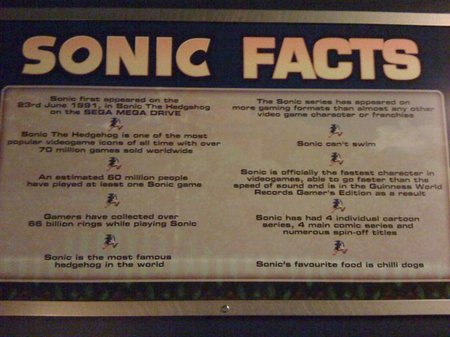 SONIC FACTS
Sonic first appeared on the
23rd June 1991, in Sonic The Hedgehog
on the SEGA MEGA DRIVE
Sonic The Hedgehog is one of the most
popular videogame icons of all time with over
70 million games sold worldwide
An estimated 60 million people
have played at least one Sonic game
Gamers have collected over
66 billion rings while playing Sonic
Sonic is the most famous
hedgehog in the world
The Sonic series has appeared on
more gaming formats than almost any other
video game character or franchise
Sonic can't swim
Sonic is officially the fastest character in
videogames, able to go faster than the
speed of sound and is in the Guinness World
Records Gamer's Edition as a result
Sonic has had 4 individual cartoon
series, 4 main comic series and
numerous spin-off titles
Sonic's favourite food is chilli dogs